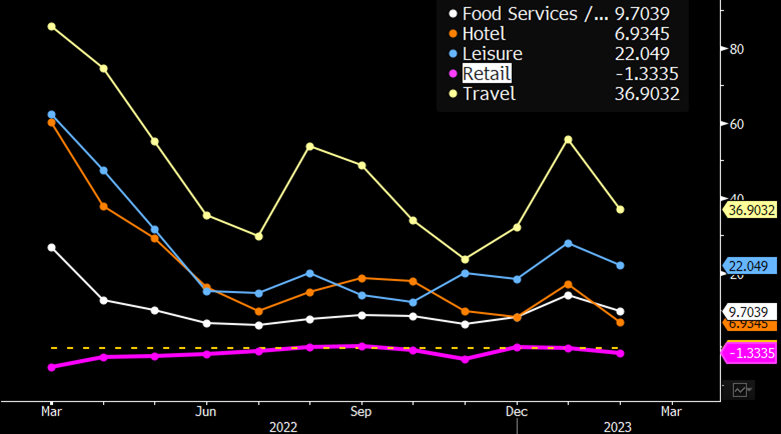 Food Services /... 9.7039
Hotel 6.9345
Leisure 22.049
Retail -1.3335
Travel 36.9032
80
60
40
36.9032
22.049
20
9.7039
6.9345
-1.3335
Mar Jun Sep Dec Mar
2022 2023